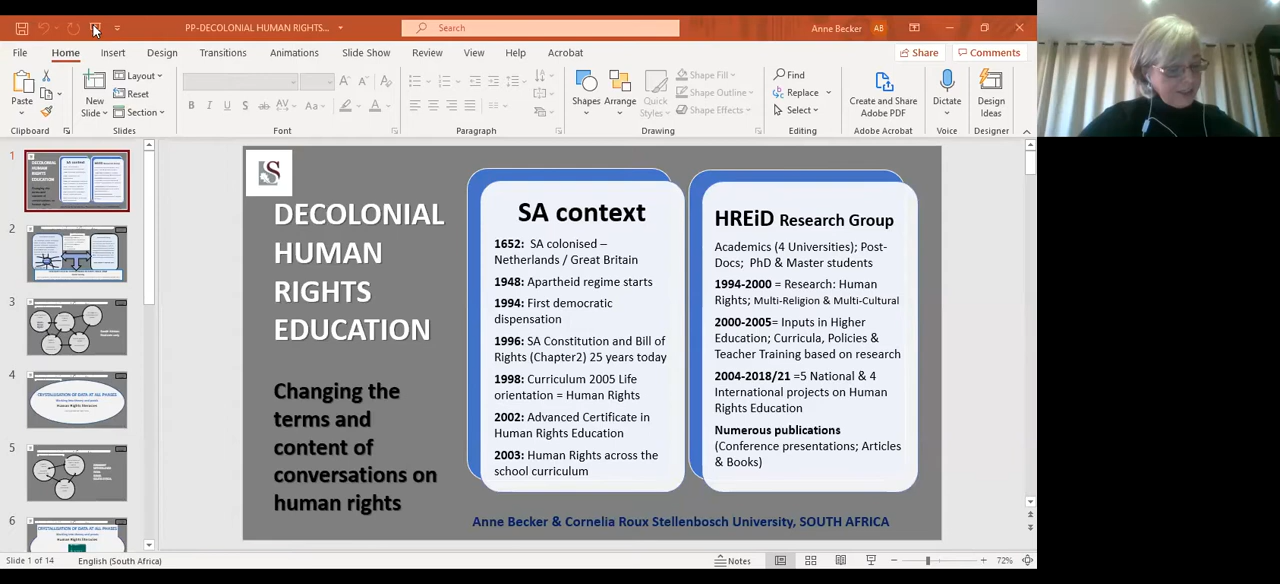 PP-DECOLONIAL HUMAN RIGHTS...
Search
Anne Becker AB
File Home Insert Design Transitions Animations Slide Show Review View Help Acrobat Share Comments
Paste
New
Slide
Layout
Reset
Section
B I U S ab AV Aa A
Shapes
Arrange
Quick
Styles
Shape Fill
Shape Outline
Shape Effects
Find
Replace
Select
Create and Share
Adobe PDF
Dictate
Design
Ideas
Clipboard Slides Font Paragraph Drawing Editing Adobe Acrobat Voice Designer
1
2
3
4
5
6
S
DECOLONIAL
HUMAN
RIGHTS
EDUCATION
Changing the
terms and
content of
conversations on
human rights
SA context
1652: SA colonised –
Netherlands / Great Britain
1948: Apartheid regime starts
1994: First democratic
dispensation
1996: SA Constitution and Bill of
Rights (Chapter2) 25 years today
1998: Curriculum 2005 Life
orientation = Human Rights
2002: Advanced Certificate in
Human Rights Education
2003: Human Rights across the
school curriculum
HREiD Research Group
Academics (4 Universities); Post-
Docs; PhD & Master students
1994-2000 = Research: Human
Rights; Multi-Religion & Multi-Cultural
2000-2005= Inputs in Higher
Education; Curricula, Policies &
Teacher Training based on research
2004-2018/21 =5 National & 4
International projects on Human
Rights Education
Numerous publications
(Conference presentations; Articles
& Books)
Anne Becker & Cornelia Roux Stellenbosch University, SOUTH AFRICA
Slide 1 of 14 English (South Africa) Notes 72%